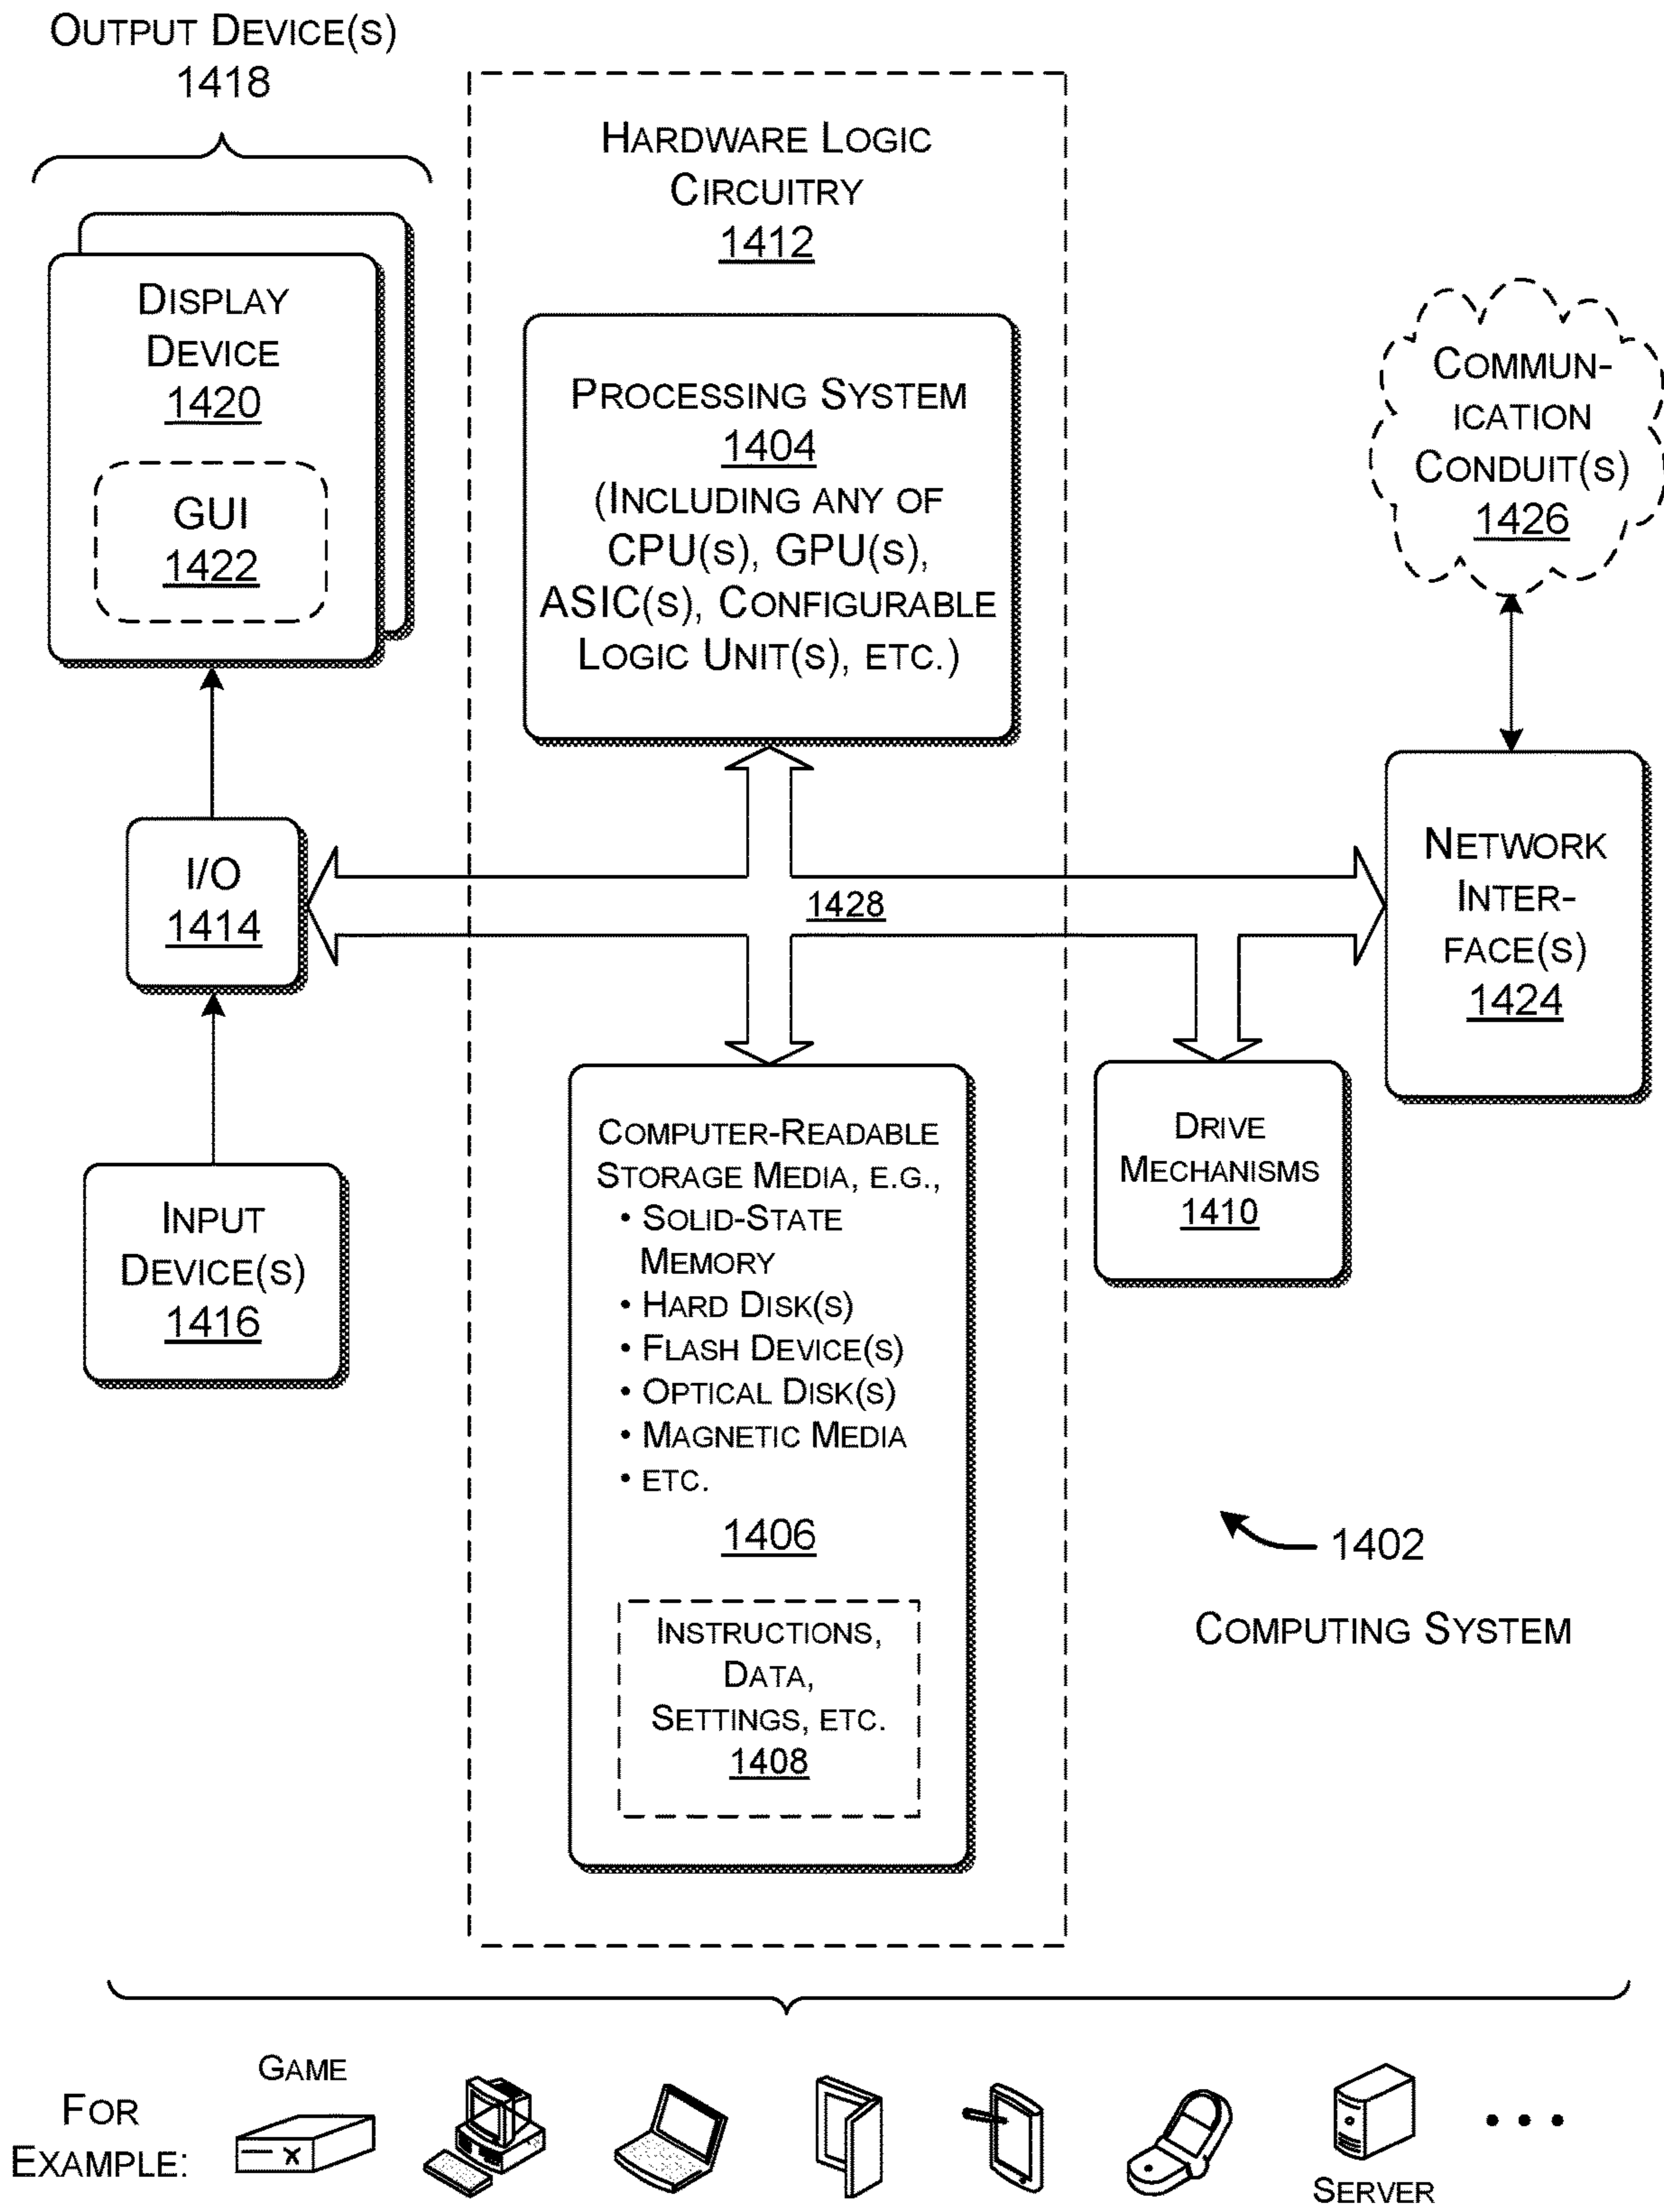 OUTPUT DEVICE(S)
1418
DISPLAY
DEVICE
1420
GUI
1422
I/O
1414
INPUT
DEVICE(S)
1416
HARDWARE LOGIC
CIRCUITRY
1412
PROCESSING SYSTEM
1404
(INCLUDING ANY OF
CPU(S), GPU(S),
ASIC(S), CONFIGURABLE
LOGIC UNIT(S), ETC.)
1428
COMPUTER-READABLE
STORAGE MEDIA, E.G.,
• SOLID-STATE
MEMORY
• HARD DISK(S)
• FLASH DEVICE(S)
• OPTICAL DISK(S)
• MAGNETIC MEDIA
• ETC.
1406
INSTRUCTIONS,
DATA,
SETTINGS, ETC.
1408
COMMUN-
ICATION
CONDUIT(S)
1426
NETWORK
INTER-
FACE(S)
1424
DRIVE
MECHANISMS
1410
1402
COMPUTING SYSTEM
FOR
EXAMPLE:
GAME
X
SERVER
• • •